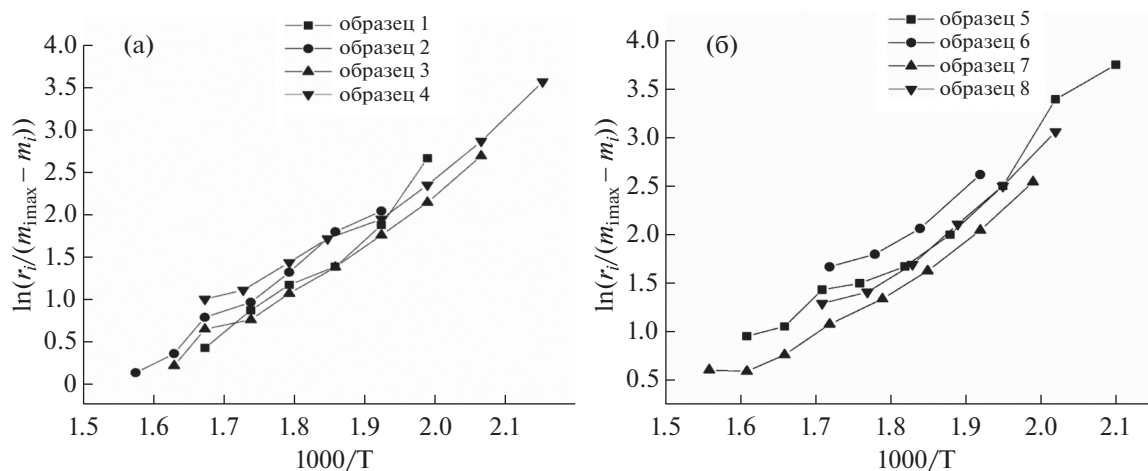 (а)
образец 1
образец 2
образец 3
образец 4
4.0
3.5
3.0
2.5
2.0
1.5
1.0
0.5
0
ln(rᵢ/(mᵢmax − mᵢ))
1.5 1.6 1.7 1.8 1.9 2.0 2.1
1000/T
(б)
образец 5
образец 6
образец 7
образец 8
4.0
3.5
3.0
2.5
2.0
1.5
1.0
0.5
ln(rᵢ/(mᵢmax − mᵢ))
1.5 1.6 1.7 1.8 1.9 2.0 2.1
1000/T